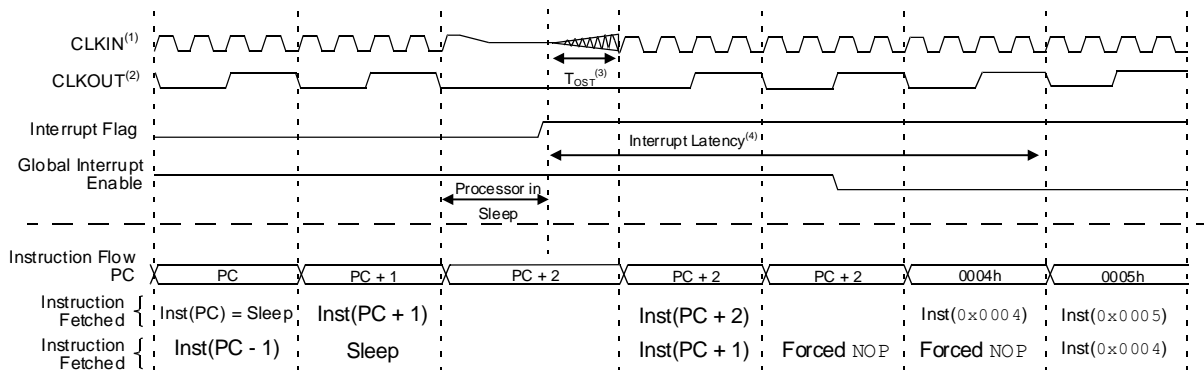 CLKIN(1)
CLKOUT(2)
TOST(3)
Interrupt Flag
Interrupt Latency(4)
Global Interrupt
Enable
Processor in
Sleep
Instruction Flow
PC
PC
PC + 1
PC + 2
PC + 2
PC + 2
0004h
0005h
Instruction
Fetched
Inst(PC) = Sleep
Inst(PC + 1)
Inst(PC + 2)
Inst(0x0004)
Inst(0x0005)
Instruction
Fetched
Inst(PC - 1)
Sleep
Inst(PC + 1)
Forced NOP
Forced NOP
Inst(0x0004)